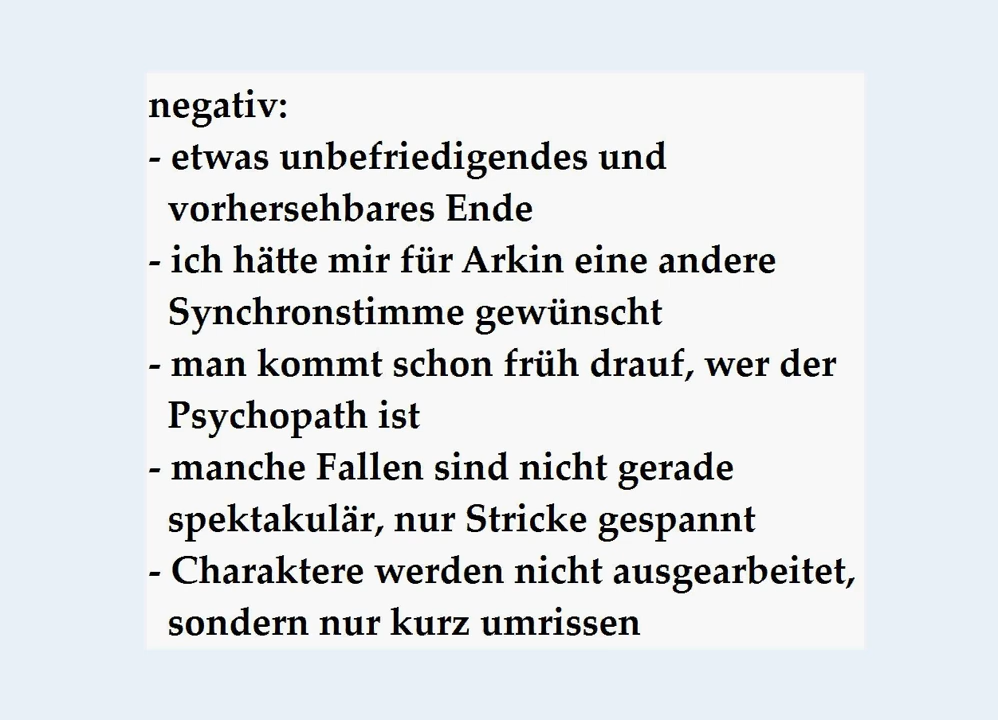 negativ:
- etwas unbefriedigendes und
vorhersehbares Ende
- ich hätte mir für Arkin eine andere
Synchronstimme gewünscht
- man kommt schon früh drauf, wer der
Psychopath ist
- manche Fallen sind nicht gerade
spektakulär, nur Stricke gespannt
- Charaktere werden nicht ausgearbeitet,
sondern nur kurz umrissen